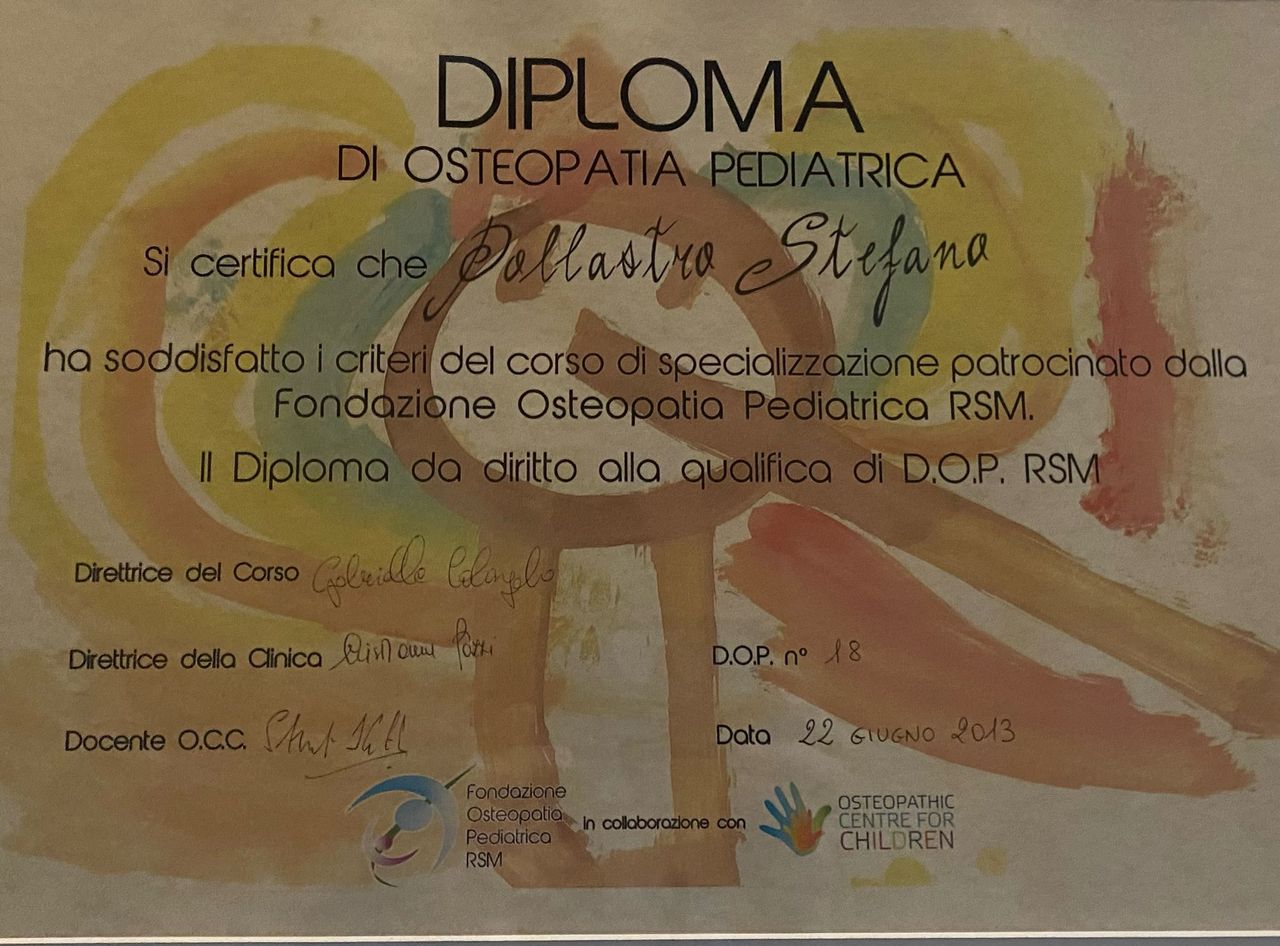 DIPLOMA
DI OSTEOPATIA PEDIATRICA
Si certifica che Pollastro Stefano
ha soddisfatto i criteri del corso di specializzazione patrocinato dalla
Fondazione Osteopatia Pediatrica RSM.
Il Diploma da diritto alla qualifica di D.O.P. RSM
Direttrice del Corso Gabriella Colangelo
Direttrice della Clinica
D.O.P. n° 18
Docente O.C.C.
Data 22 GIUGNO 2013
Fondazione
Osteopatia
Pediatrica
RSM
in collaborazione con
OSTEOPATHIC
CENTRE FOR
CHILDREN